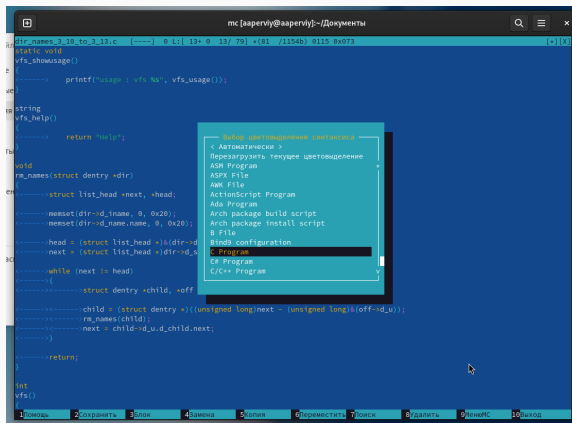 mc [aaperviy@aaperviy]:~/Документы
dir_names_3_10_to_3_13.c [----] 0 L:[ 13+ 0 13/ 79] *(81 /1154b) 0115 0x073 [*][X]
static void
vfs_showusage()
{
<------> printf("usage : vfs %s", vfs_usage());
}
string
vfs_help()
{
<------> return "Help";
}
void
rm_names(struct dentry *dir)
{
<------>struct list_head *next, *head;
<------>memset(dir->d_iname, 0, 0x20);
<------>memset(dir->d_name.name, 0, 0x20);
<------>head = (struct list_head *)&(dir->d
<------>next = (struct list_head *)dir->d_s
<------>while (next != head)
<------>{
<------><------>struct dentry *child, *off
<------><------>child = (struct dentry *)((unsigned long)next - (unsigned long)&(off->d_u));
<------><------>rm_names(child);
<------><------>next = child->d_u.d_child.next;
<------>}
<------>return;
}
int
vfs()
{
Выбор цветовыделения синтаксиса
< Автоматически >
Перезагрузить текущее цветовыделение
ASM Program
ASPX File
AWK File
ActionScript Program
Ada Program
Arch package build script
Arch package install script
B File
Bind9 configuration
C Program
C# Program
C/C++ Program
1Помощь 2Сохранить 3Блок 4Замена 5Копия 6Переместить 7Поиск 8Удалить 9МенюMC 10Выход